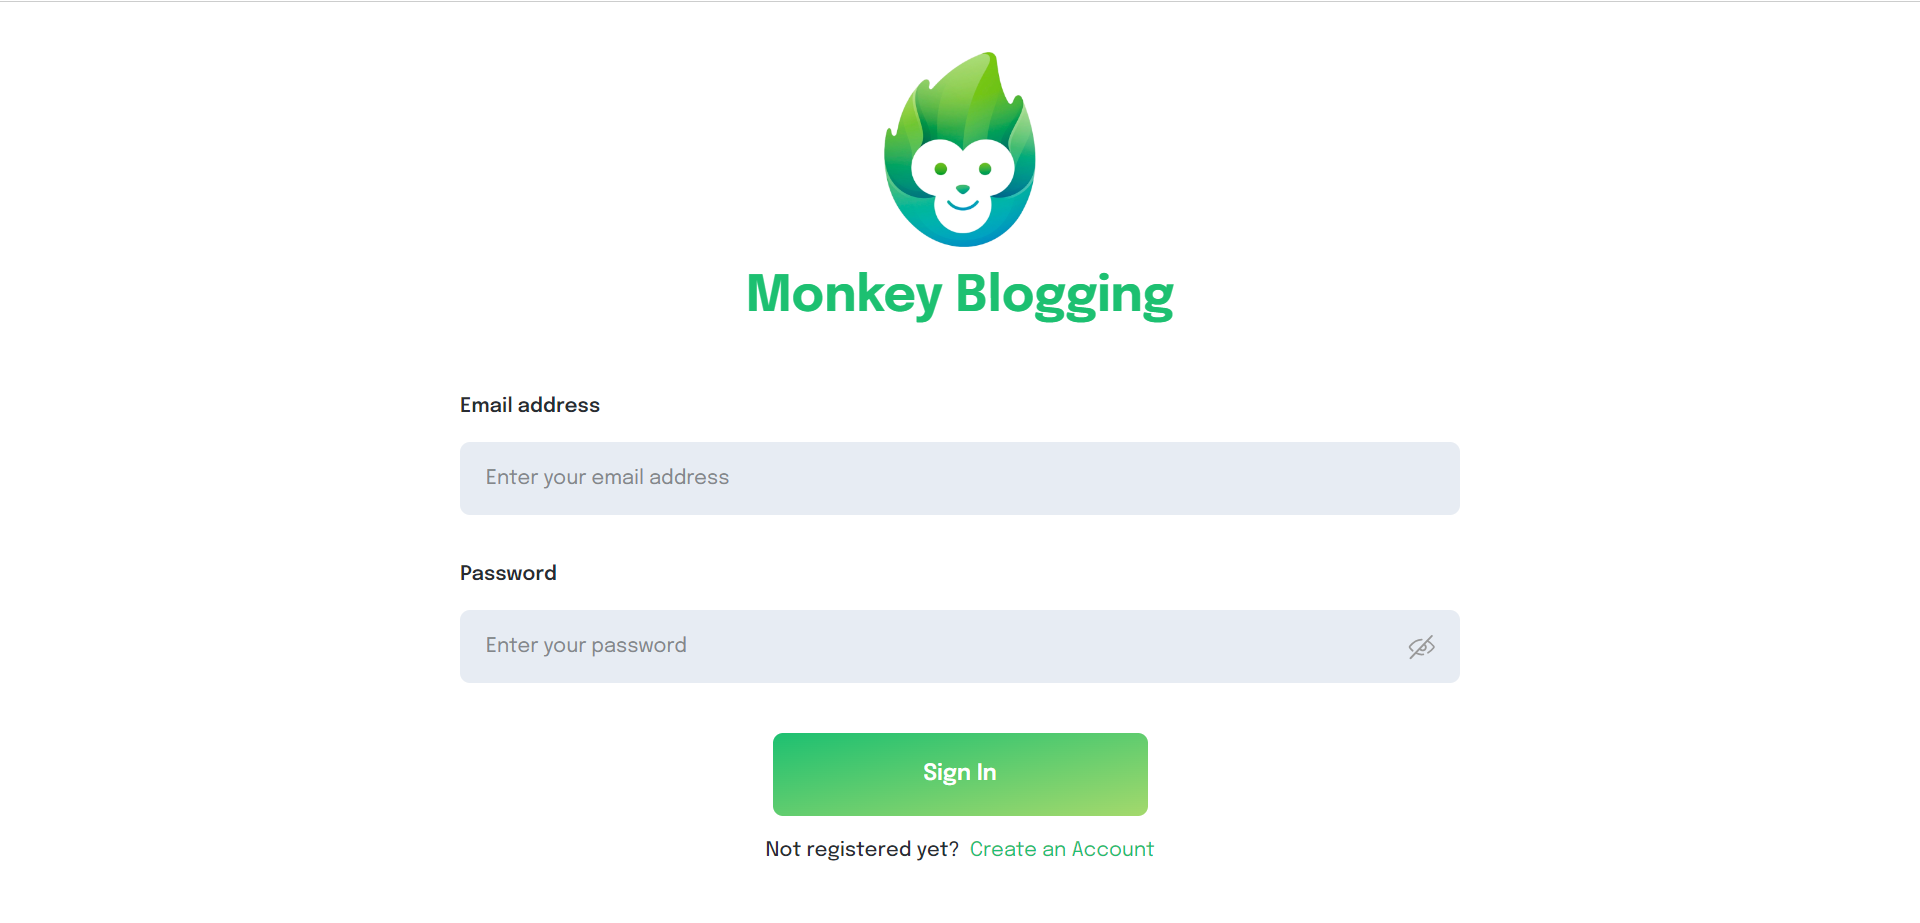 Monkey Blogging
Email address
Enter your email address
Password
Enter your password
Sign In
Not registered yet? Create an Account